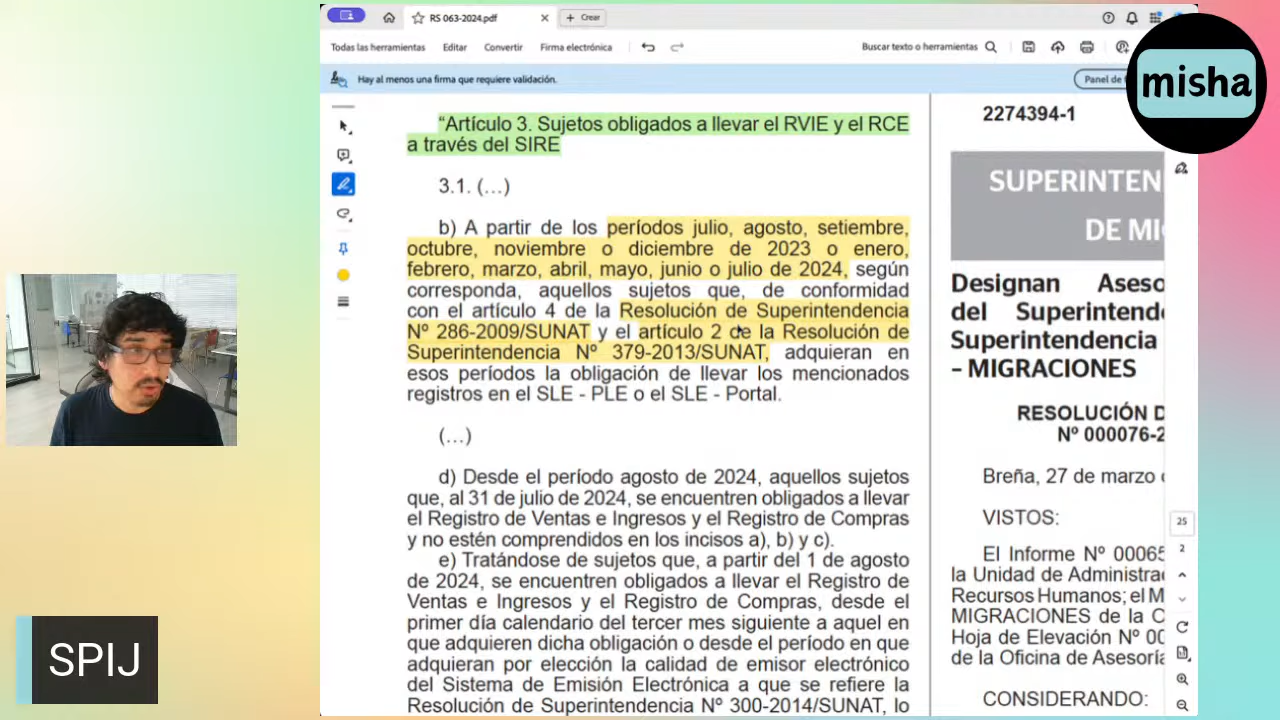 RS 063-2024.pdf
Crear
Todas las herramientas
Editar
Convertir
Firma electrónica
Buscar texto o herramientas
Hay al menos una firma que requiere validación.
Panel de
misha
“Artículo 3. Sujetos obligados a llevar el RVIE y el RCE
a través del SIRE
3.1. (...)
b) A partir de los períodos julio, agosto, setiembre,
octubre, noviembre o diciembre de 2023 o enero,
febrero, marzo, abril, mayo, junio o julio de 2024, según
corresponda, aquellos sujetos que, de conformidad
con el artículo 4 de la Resolución de Superintendencia
Nº 286-2009/SUNAT y el artículo 2 de la Resolución de
Superintendencia Nº 379-2013/SUNAT, adquieran en
esos períodos la obligación de llevar los mencionados
registros en el SLE - PLE o el SLE - Portal.
(...)
d) Desde el período agosto de 2024, aquellos sujetos
que, al 31 de julio de 2024, se encuentren obligados a llevar
el Registro de Ventas e Ingresos y el Registro de Compras
y no estén comprendidos en los incisos a), b) y c).
e) Tratándose de sujetos que, a partir del 1 de agosto
de 2024, se encuentren obligados a llevar el Registro de
Ventas e Ingresos y el Registro de Compras, desde el
primer día calendario del tercer mes siguiente a aquel en
que adquieren dicha obligación o desde el período en que
adquieran por elección la calidad de emisor electrónico
del Sistema de Emisión Electrónica a que se refiere la
Resolución de Superintendencia Nº 300-2014/SUNAT, lo
2274394-1
SUPERINTEN
DE MI
Designan Aseso
del Superintend
Superintendencia
– MIGRACIONES
RESOLUCIÓN D
Nº 000076-2
Breña, 27 de marzo
VISTOS:
El Informe Nº 00065
la Unidad de Administra
Recursos Humanos; el M
MIGRACIONES de la O
Hoja de Elevación Nº 00
de la Oficina de Asesoría
CONSIDERANDO:
25
2
SPIJ